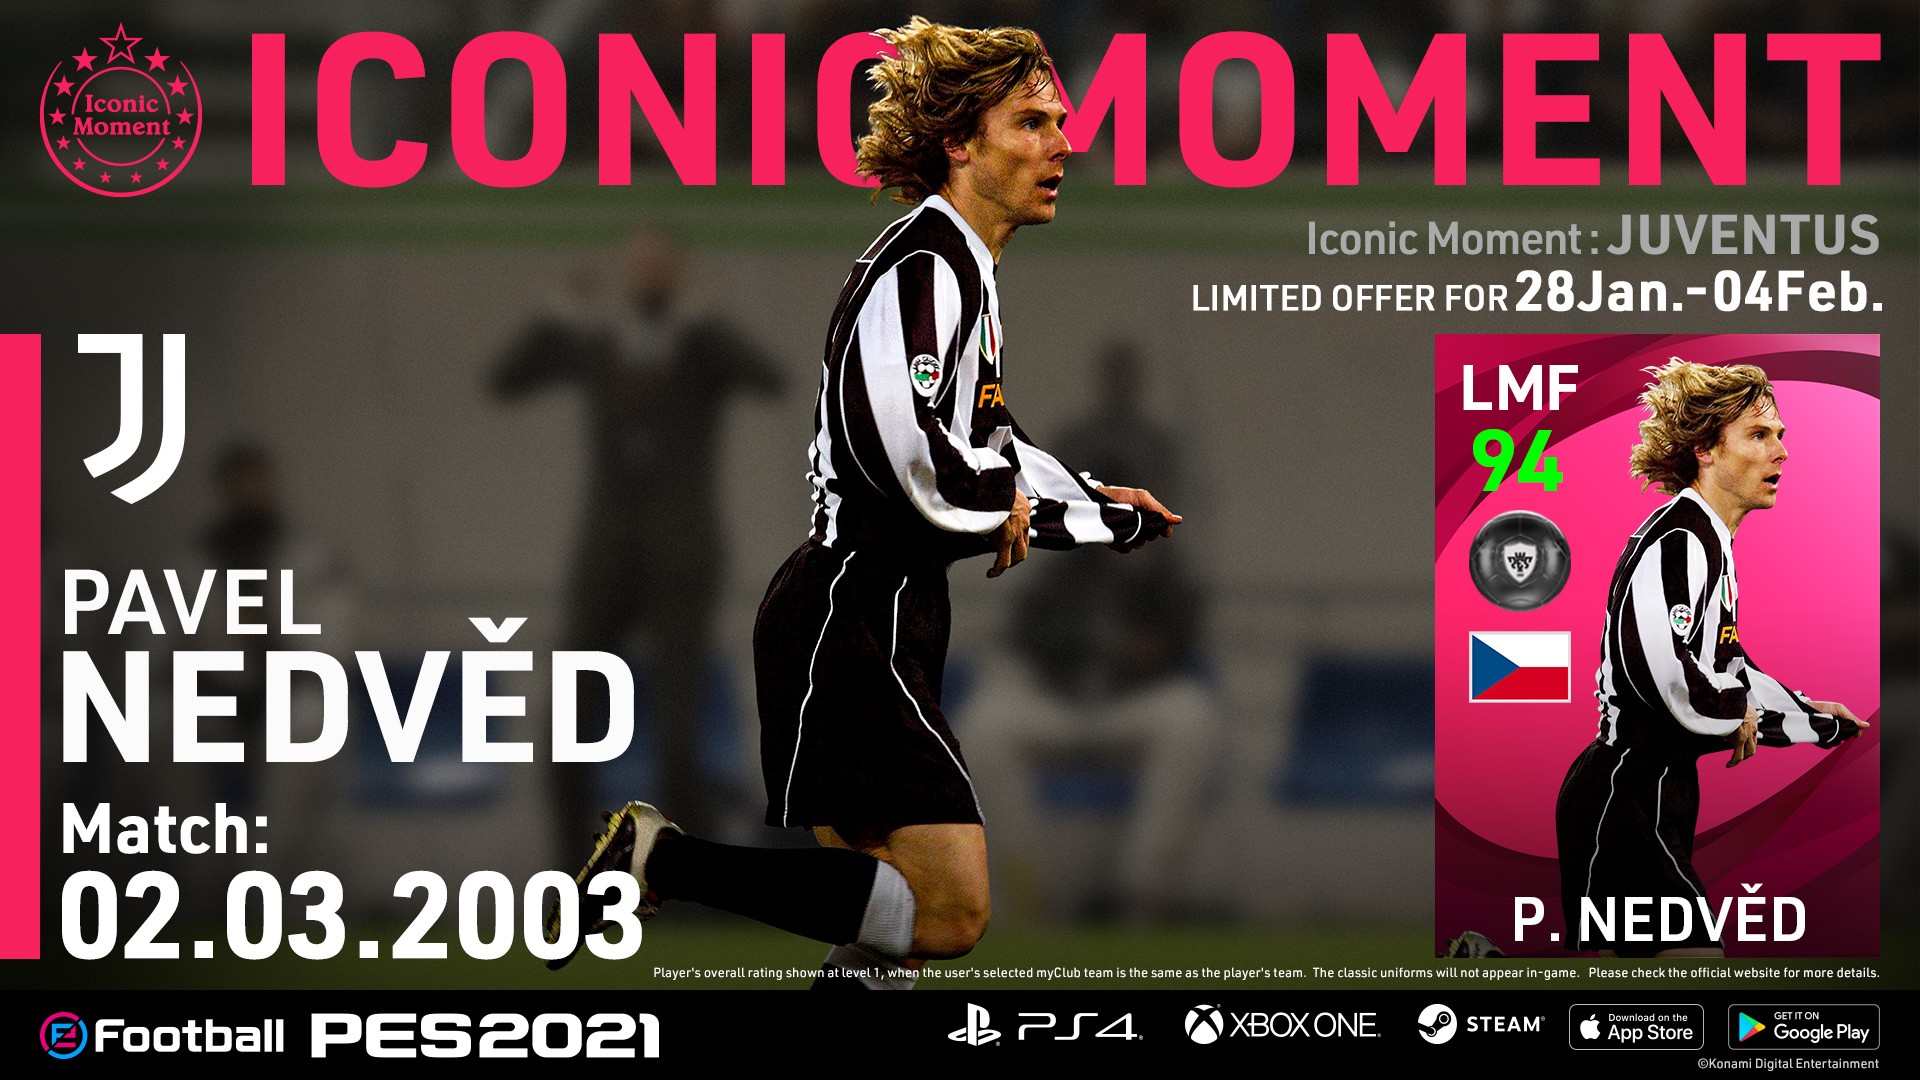 Iconic
Moment
ICONIC MOMENT
Iconic Moment : JUVENTUS
LIMITED OFFER FOR 28Jan.-04Feb.
PAVEL
NEDVĚD
Match:
02.03.2003
FA
LMF
94
FA
P. NEDVĚD
Player's overall rating shown at level 1, when the user's selected myClub team is the same as the player's team. The classic uniforms will not appear in-game. Please check the official website for more details.
eFootball PES2021
PS4
XBOX ONE
STEAM
Download on the
App Store
GET IT ON
Google Play
©Konami Digital Entertainment